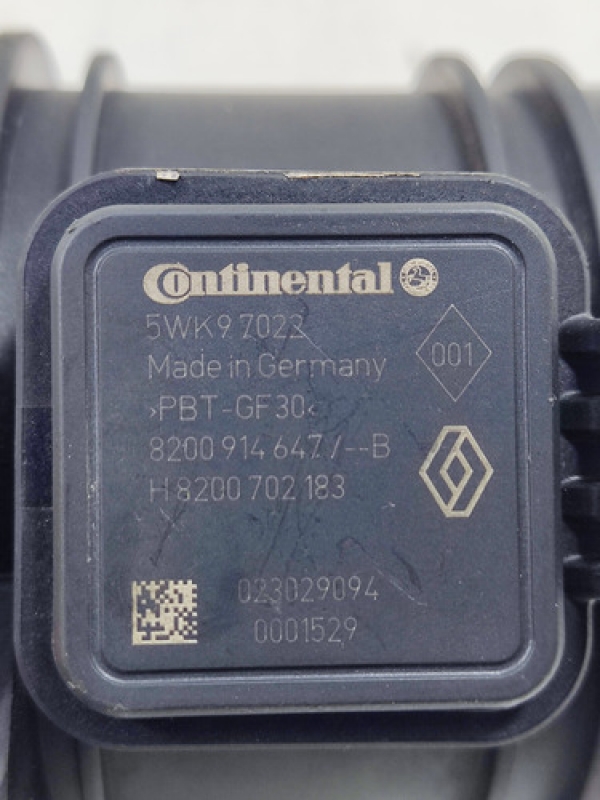 Continental
5WK9 7022
001
Made in Germany
>PBT-GF30<
8200 914 647 /--B
H 8200 702 183
023029094
0001529